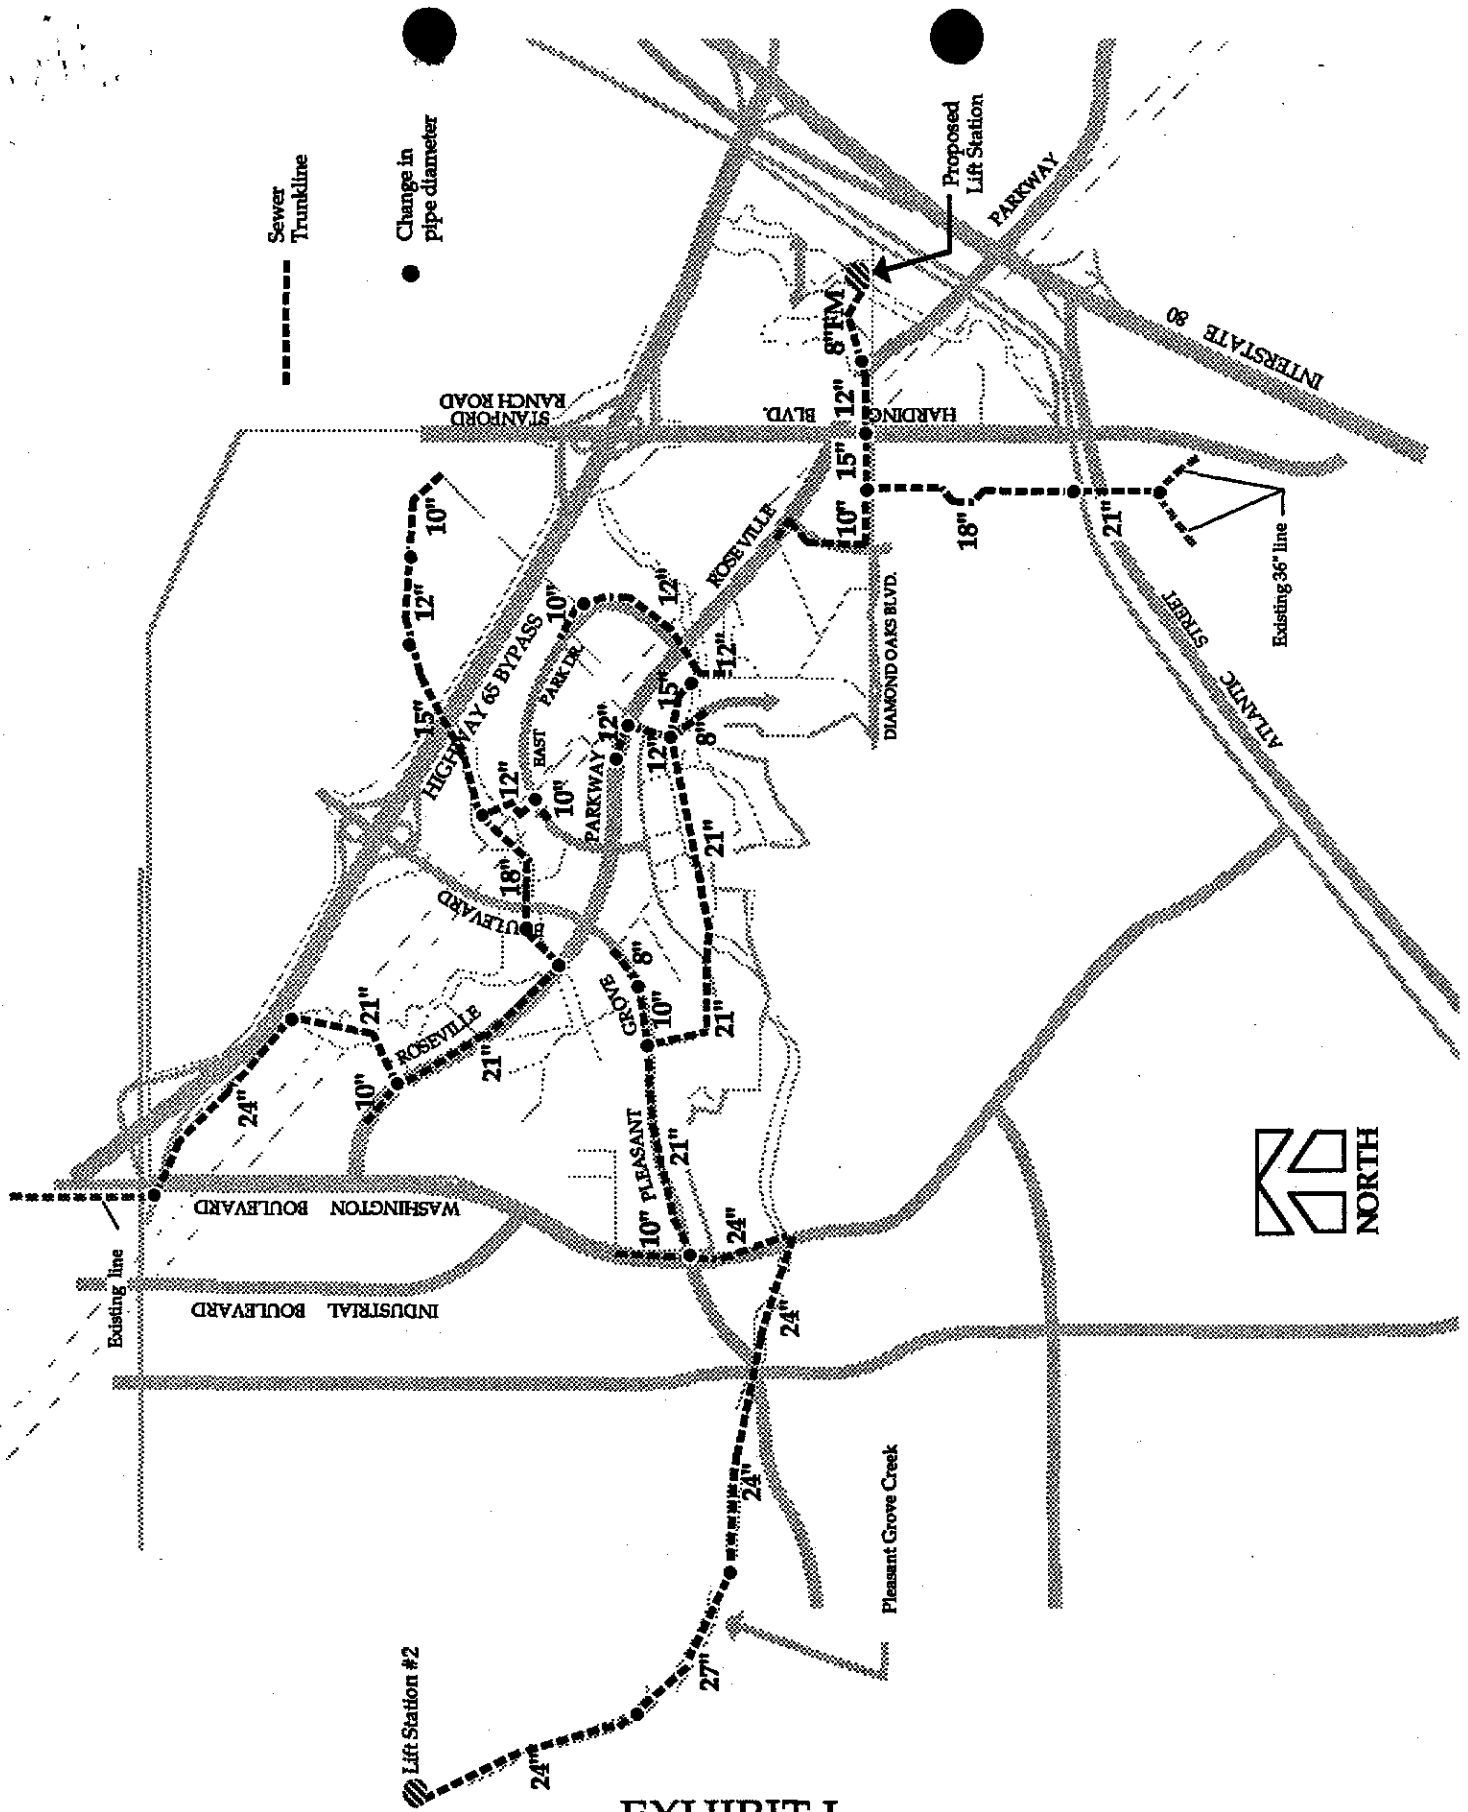 Sewer
Trunkline
Change in
pipe diameter
Proposed
Lift Station
PARKWAY
INTERSTATE 80
8"FM
STANFORD
RANCH ROAD
HARDING BLVD.
12"
15"
10"
18"
21"
Existing 36" line
ATLANTIC
STREET
DIAMOND OAKS BLVD.
ROSEVILLE
PARKWAY
10"
12"
15"
HIGHWAY 65 BYPASS
EAST
PARK DR.
10"
12"
12"
15"
12"
12"
8"
12"
10"
18"
BOULEVARD
21"
21"
8"
10"
GROVE
PLEASANT
21"
10"
24"
ROSEVILLE
21"
21"
10"
24"
WASHINGTON BOULEVARD
INDUSTRIAL BOULEVARD
Existing line
24"
24"
27"
24"
Pleasant Grove Creek
Lift Station #2
NORTH
EXHIBIT I